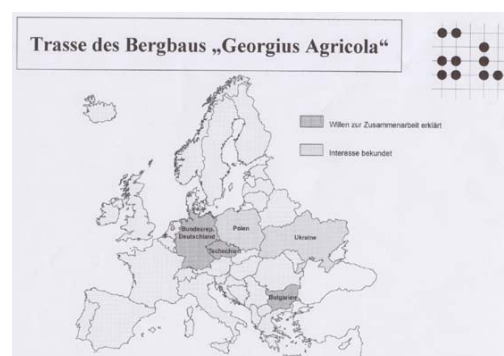 Trasse des Bergbaus „Georgius Agricola“
Willen zur Zusammenarbeit erklärt
Interesse bekundet
Bundesrep.
Deutschland
Polen
Tschechien
Ukraine
Bulgarien